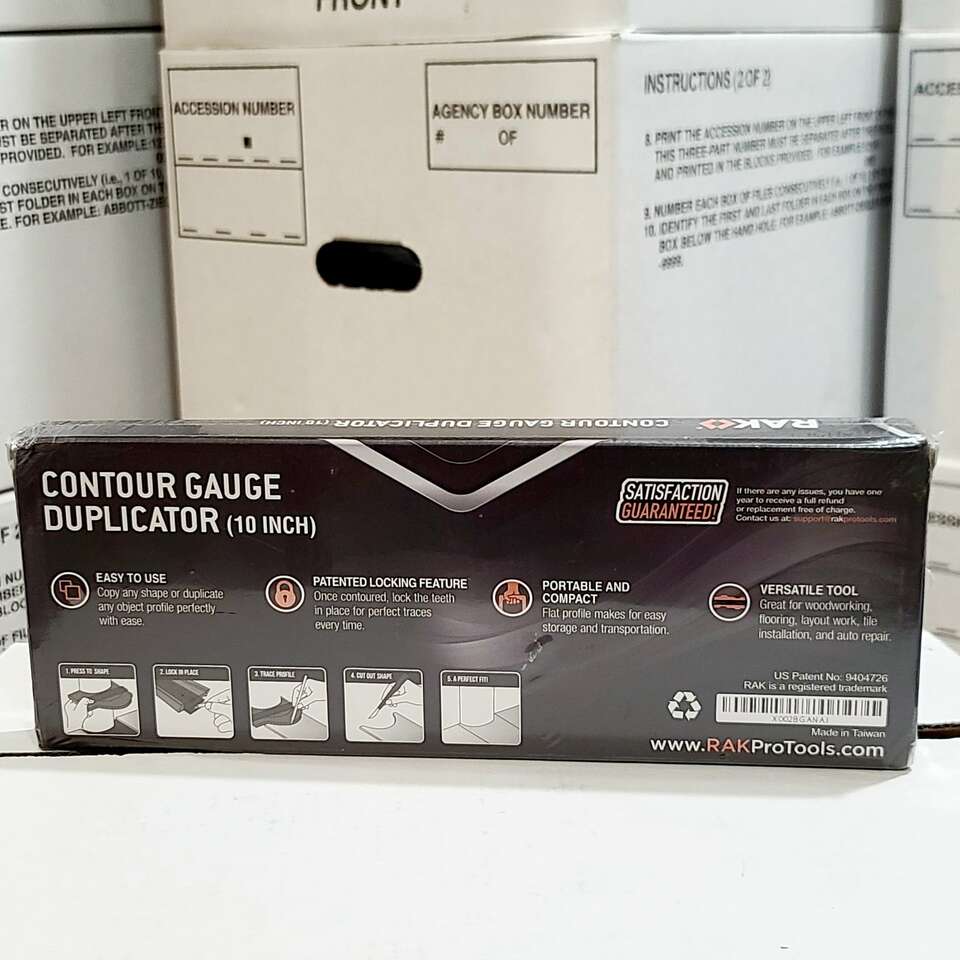 FRONT
R ON THE UPPER LEFT FRONT
ST BE SEPARATED AFTER TH
PROVIDED. FOR EXAMPLE:
CONSECUTIVELY (i.e., 1 OF 10,
ST FOLDER IN EACH BOX ON T
E. FOR EXAMPLE: ABBOTT-ZIE
ACCESSION NUMBER
AGENCY BOX NUMBER
# OF
INSTRUCTIONS (2 OF 2)
8. PRINT THE ACCESSION NUMBER ON THE UPPER LEFT FRONT
THIS THREE-PART NUMBER MUST BE SEPARATED AFTER
AND PRINTED IN THE BLOCKS PROVIDED. FOR EXAMPLE:
9. NUMBER EACH BOX OF FILES CONSECUTIVELY
10. IDENTIFY THE FIRST AND LAST FOLDER IN EACH BOX ON
BOX BELOW THE HAND HOLE. FOR EXAMPLE: ABBOTT
-9999.
ACCES
RAK CONTOUR GAUGE DUPLICATOR (10 INCH)
CONTOUR GAUGE
DUPLICATOR (10 INCH)
SATISFACTION
GUARANTEED!
If there are any issues, you have one
year to receive a full refund
or replacement free of charge.
Contact us at: support@rakprotools.com
EASY TO USE
Copy any shape or duplicate
any object profile perfectly
with ease.
PATENTED LOCKING FEATURE
Once contoured, lock the teeth
in place for perfect traces
every time.
PORTABLE AND
COMPACT
Flat profile makes for easy
storage and transportation.
VERSATILE TOOL
Great for woodworking,
flooring, layout work, tile
installation, and auto repair.
1. PRESS TO SHAPE
2. LOCK IN PLACE
3. TRACE PROFILE
4. CUT OUT SHAPE
5. A PERFECT FIT!
US Patent No: 9404726
RAK is a registered trademark
X002BGANA1
Made in Taiwan
www.RAKProTools.com